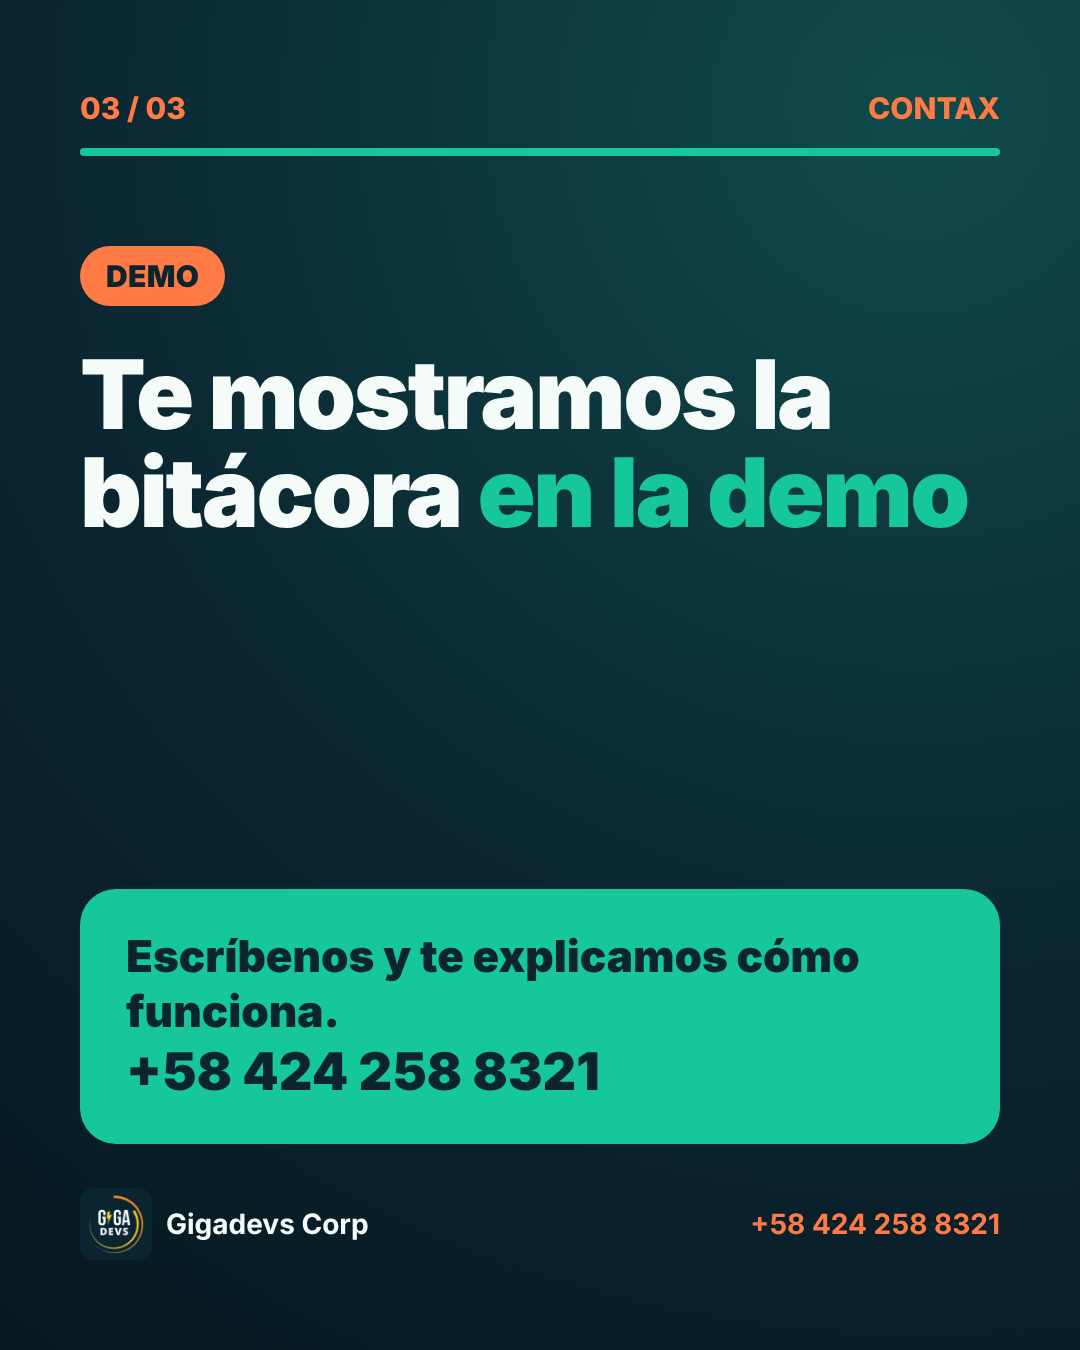 03 / 03
CONTAX
DEMO
Te mostramos la
bitácora en la demo
Escríbenos y te explicamos cómo
funciona.
+58 424 258 8321
GIGA
DEVS
Gigadevs Corp
+58 424 258 8321